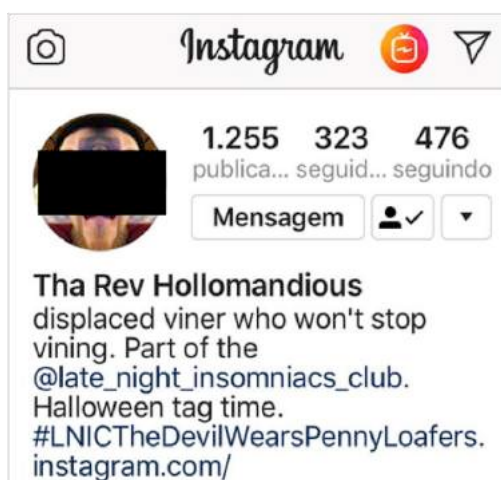 Instagram
1.255 323 476
publica... seguid... seguindo
Mensagem
Tha Rev Hollomandious
displaced viner who won't stop
vining. Part of the
@late_night_insomniacs_club.
Halloween tag time.
#LNICTheDevilWearsPennyLoafers.
instagram.com/